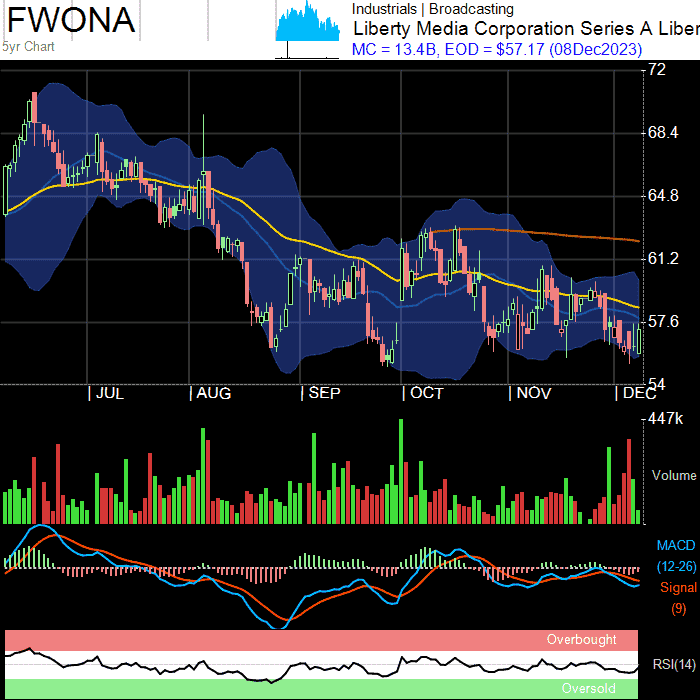 FWONA
5yr Chart
Industrials | Broadcasting
Liberty Media Corporation Series A Liber
MC = 13.4B, EOD = $57.17 (08Dec2023)
72
68.4
64.8
61.2
57.6
54
| JUL | AUG | SEP | OCT | NOV | DEC
447k
Volume
MACD
(12-26)
Signal
(9)
Overbought
RSI(14)
Oversold